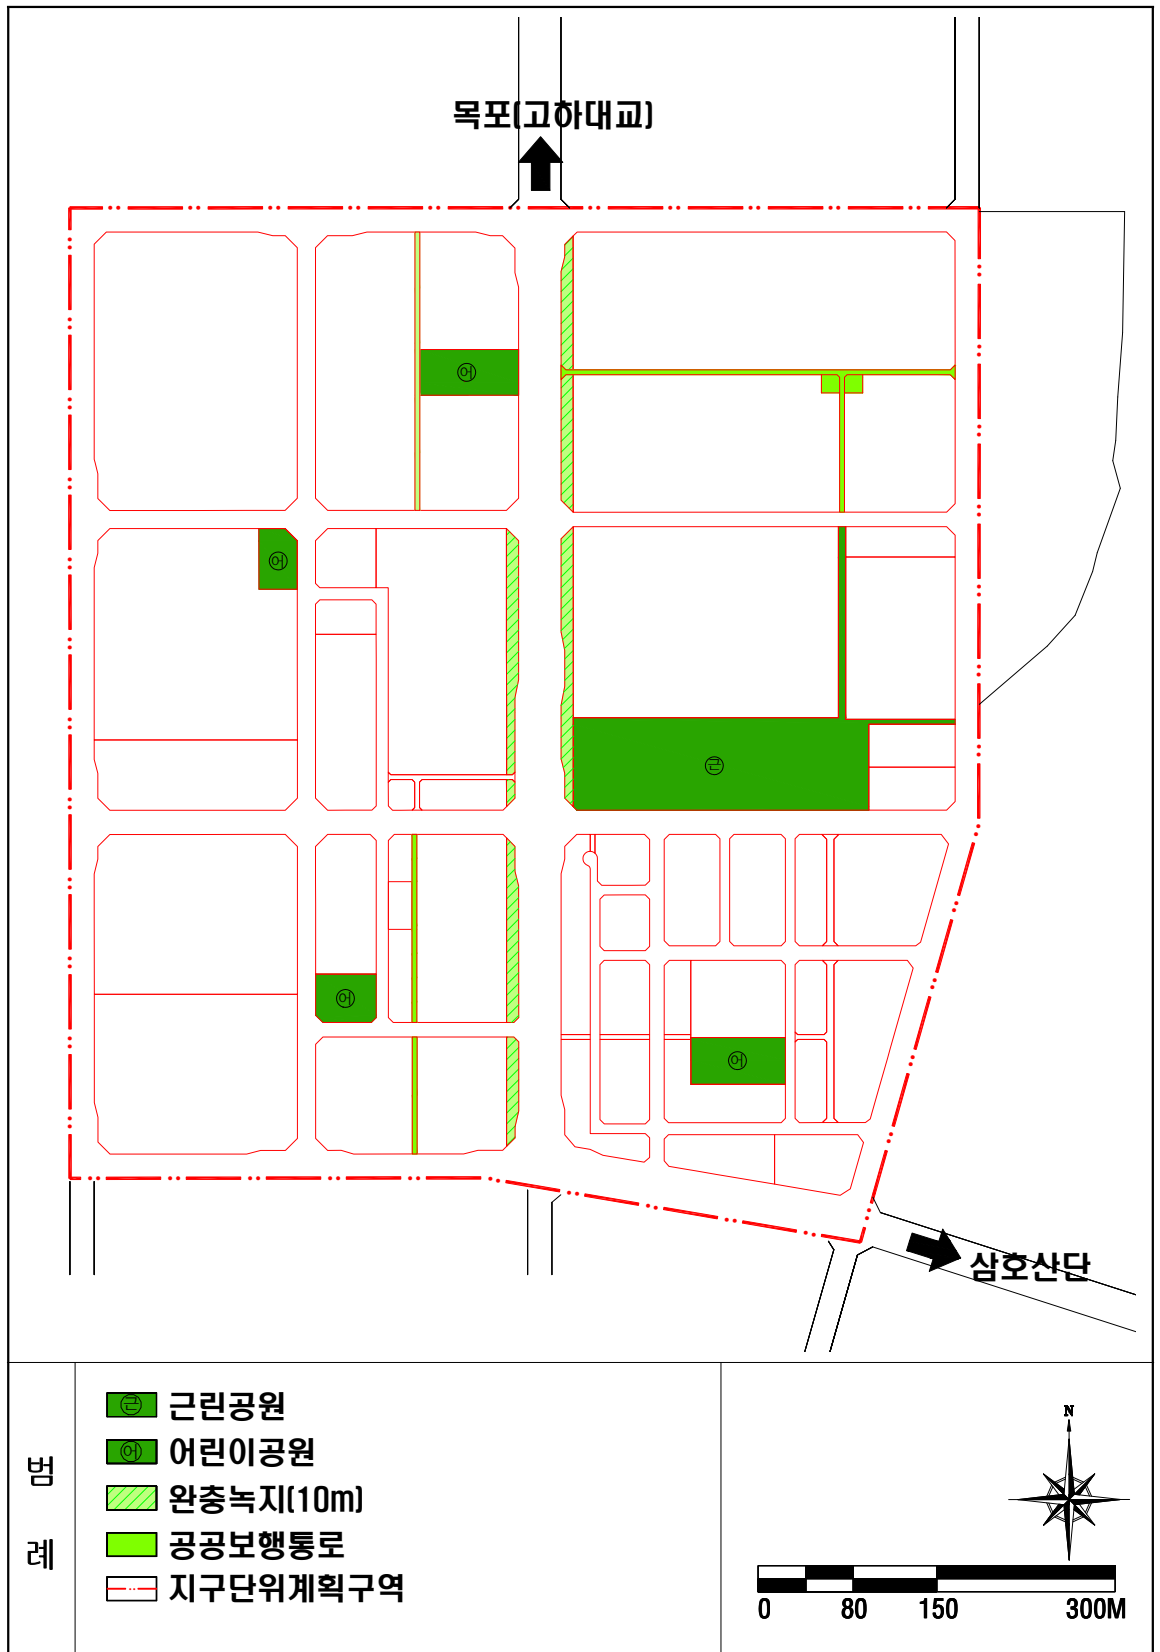 목포(고하대교)
어
어
근
어
어
삼호산단
범
례
근 근린공원
어 어린이공원
완충녹지(10m)
공공보행통로
지구단위계획구역
N
0 80 150 300M